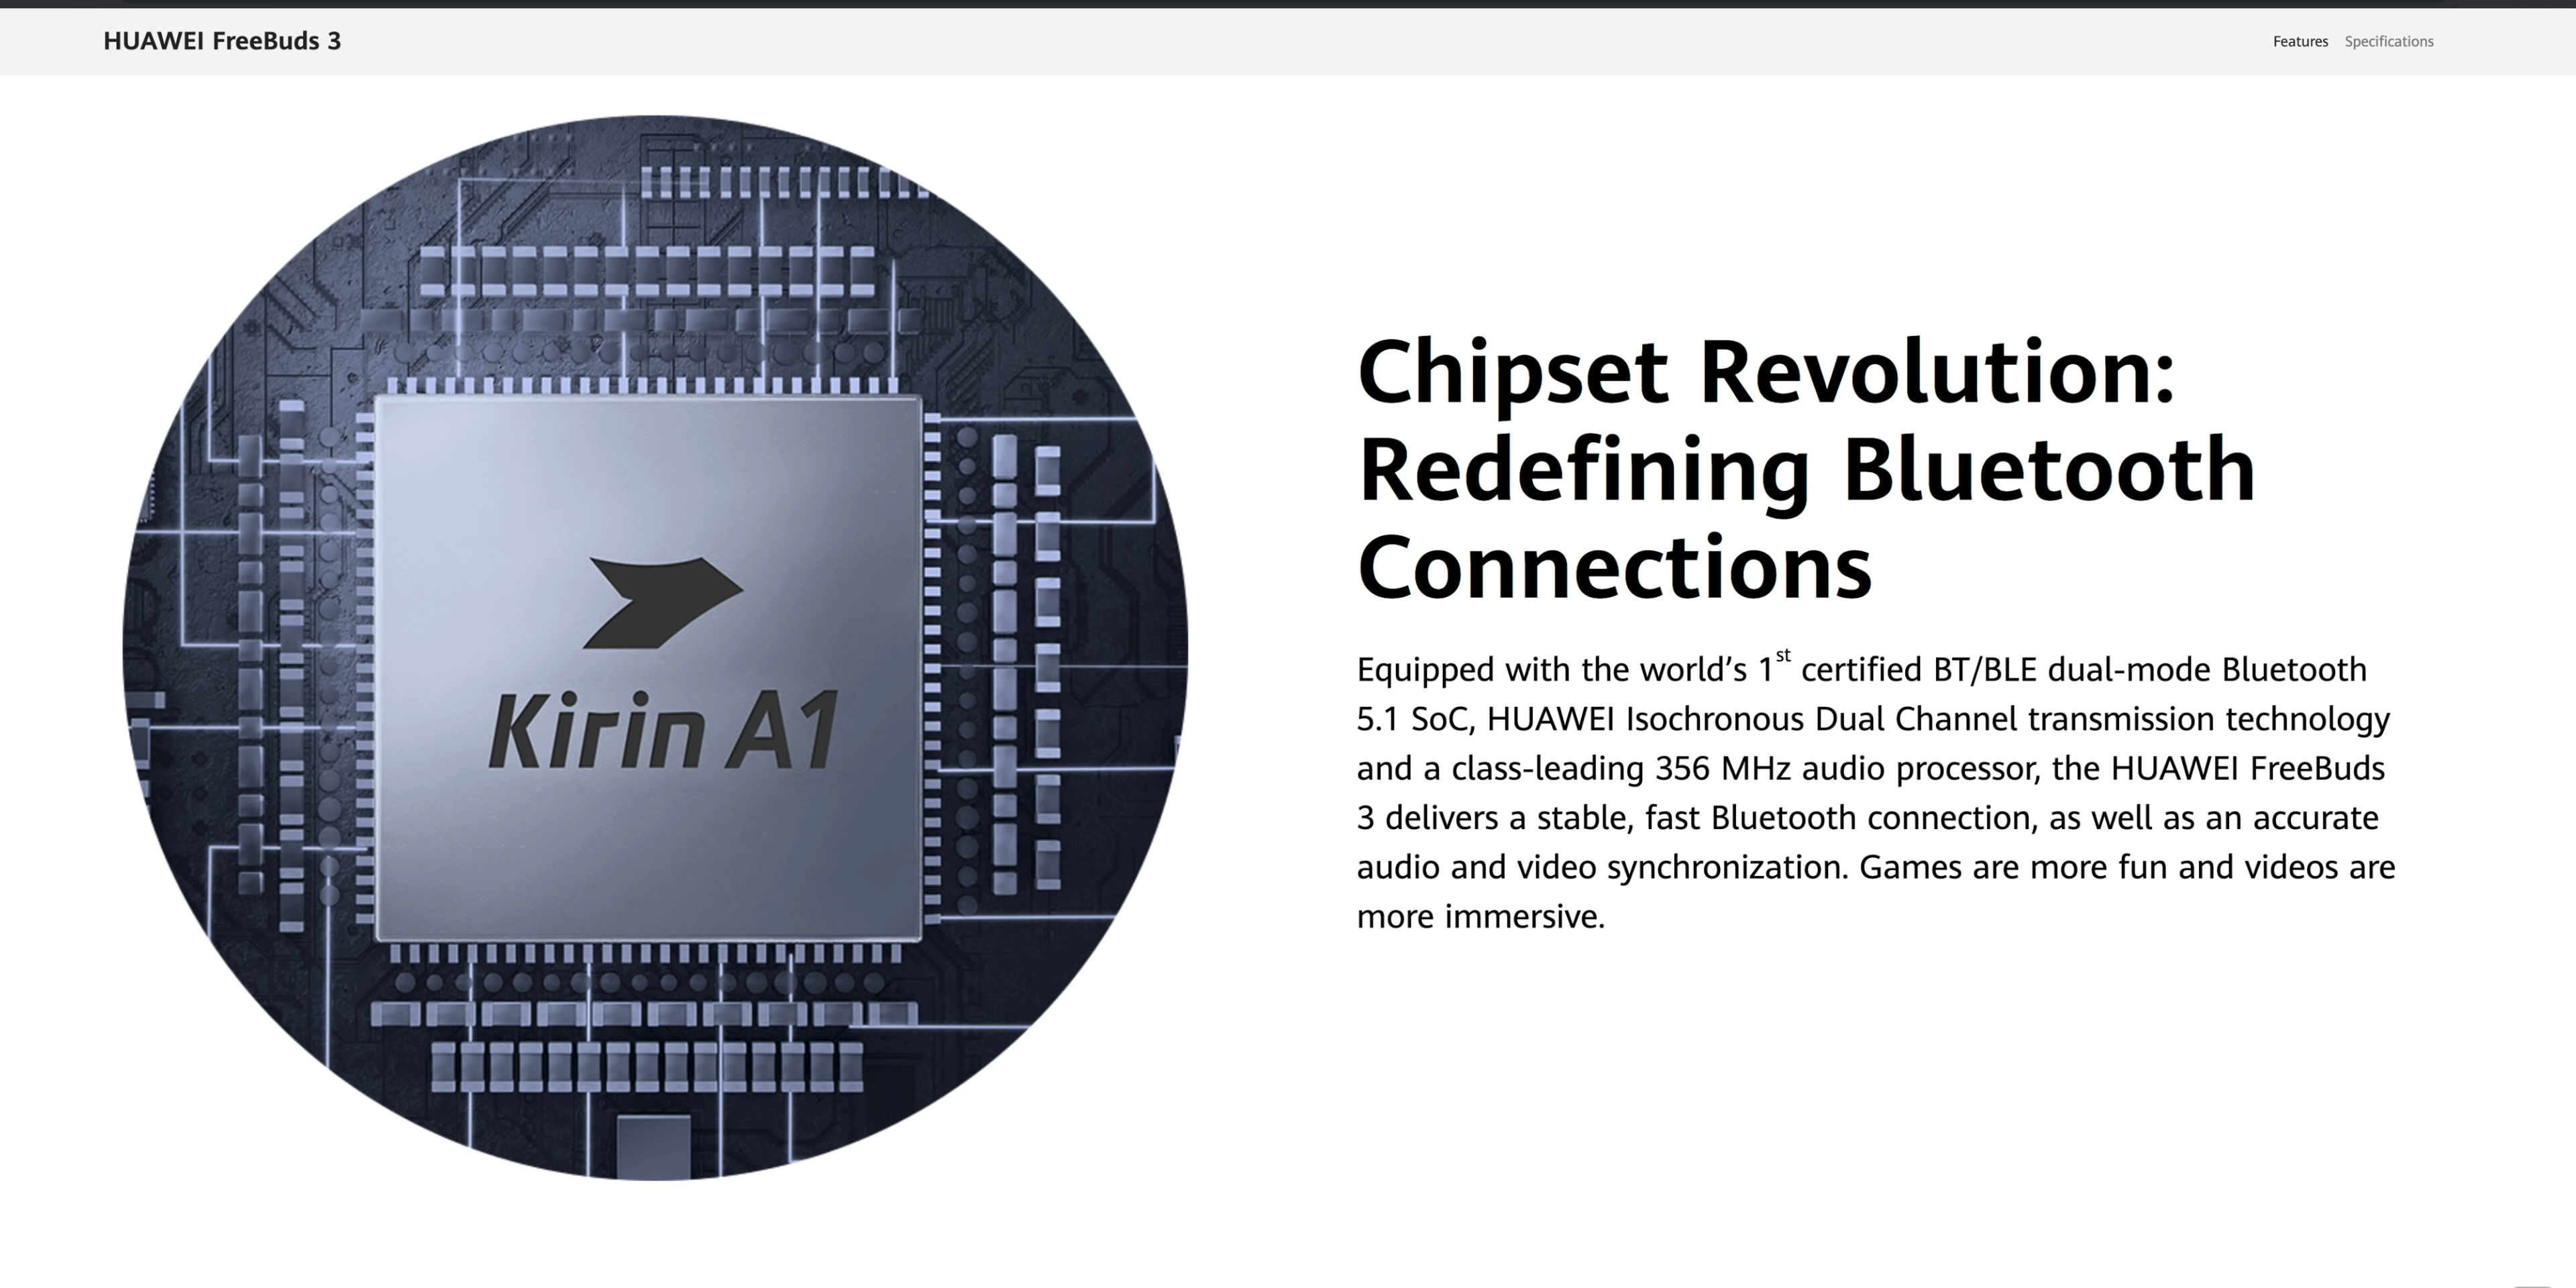 HUAWEI FreeBuds 3
Features Specifications
Kirin A1
Chipset Revolution:
Redefining Bluetooth
Connections
Equipped with the world’s 1st certified BT/BLE dual-mode Bluetooth
5.1 SoC, HUAWEI Isochronous Dual Channel transmission technology
and a class-leading 356 MHz audio processor, the HUAWEI FreeBuds
3 delivers a stable, fast Bluetooth connection, as well as an accurate
audio and video synchronization. Games are more fun and videos are
more immersive.